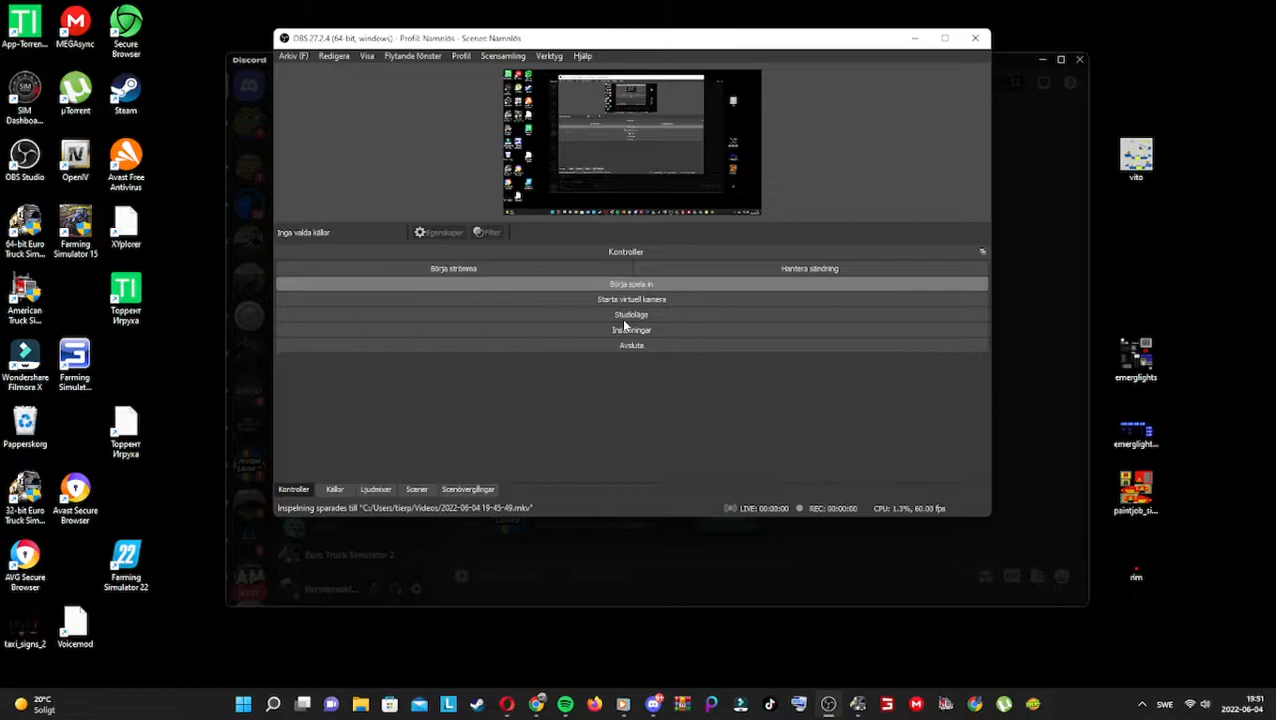 App-Torren...
MEGAsync
Secure
Browser
SIM
Dashboa...
µTorrent
Steam
OBS Studio
OpenIV
Avast Free
Antivirus
64-bit Euro
Truck Sim...
Farming
Simulator 15
XYplorer
American
Truck Si...
Торрент
Игруха
Wondershare
Filmora X
Farming
Simulat...
Papperskorg
Торрент
Игруха
32-bit Euro
Truck Sim...
Avast Secure
Browser
AVG Secure
Browser
Farming
Simulator 22
taxi_signs_2
Voicemod
Discord
OBS 27.2.4 (64-bit, windows) - Profil: Namnlös - Scener: Namnlös
Arkiv (F) Redigera Visa Flytande fönster Profil Scensamling Verktyg Hjälp
Inga valda källor Egenskaper Filter
Kontroller
Börja strömma Hantera sändning
Börja spela in
Starta virtuell kamera
Studioläge
Avsluta
Kontroller Källor Ljudmixer Scener Scenövergångar
Inspelning sparades till "C:/Users/tierp/Videos/2022-06-04 19-45-49.mkv"
LIVE: 00:00:00 REC: 00:00:00 CPU: 1.3%, 60.00 fps
Euro Truck Simulator 2
vito
emerglights
emerglight...
paintjob_si...
rim
20°C
Soligt
SWE
19:51
2022-06-04